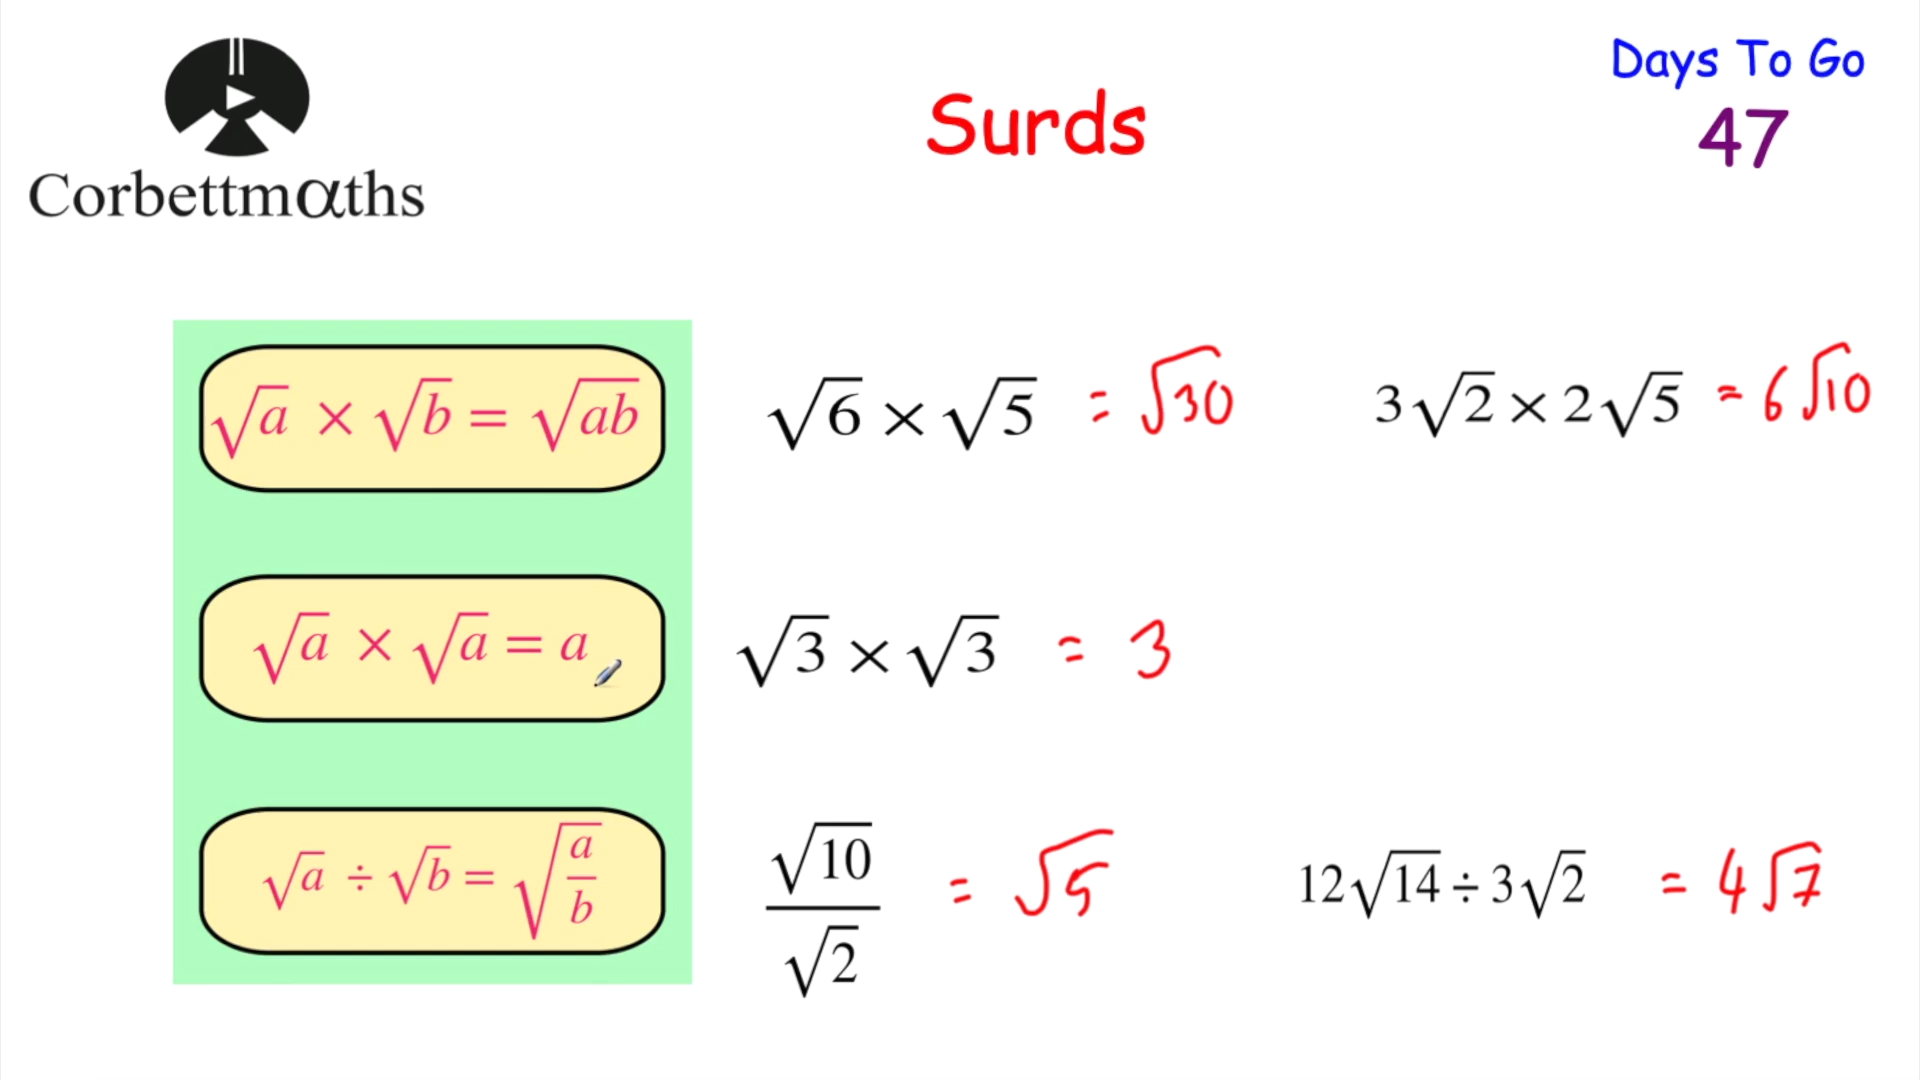 Corbettmαths
Surds
Days To Go
47
√a × √b = √ab
√6 × √5 = √30
3√2 × 2√5 = 6√10
√a × √a = a
√3 × √3 = 3
√a ÷ √b = √(a/b)
√10/√2 = √5
12√14 ÷ 3√2 = 4√7